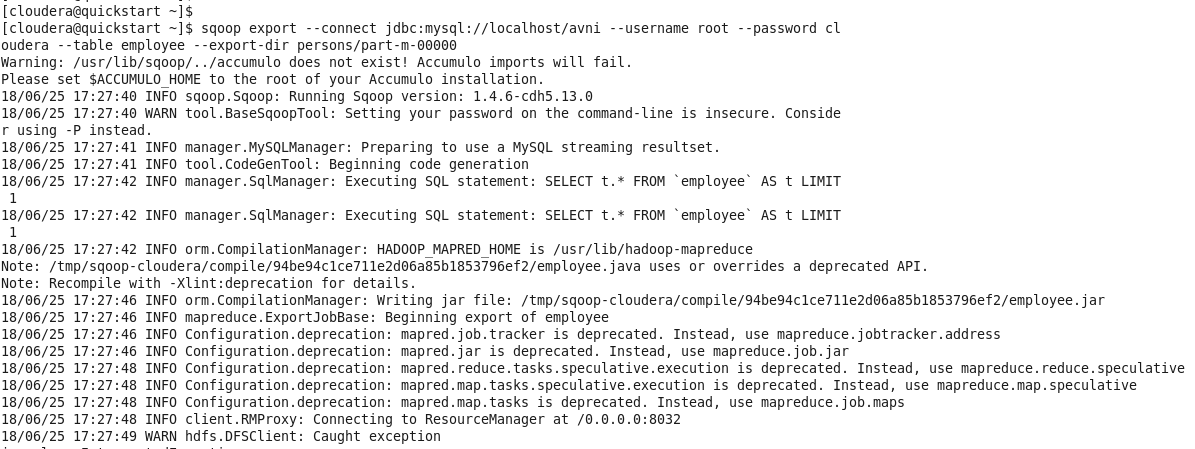 [cloudera@quickstart ~]$
[cloudera@quickstart ~]$ sqoop export --connect jdbc:mysql://localhost/avni --username root --password cl
oudera --table employee --export-dir persons/part-m-00000
Warning: /usr/lib/sqoop/../accumulo does not exist! Accumulo imports will fail.
Please set $ACCUMULO_HOME to the root of your Accumulo installation.
18/06/25 17:27:40 INFO sqoop.Sqoop: Running Sqoop version: 1.4.6-cdh5.13.0
18/06/25 17:27:40 WARN tool.BaseSqoopTool: Setting your password on the command-line is insecure. Conside
r using -P instead.
18/06/25 17:27:41 INFO manager.MySQLManager: Preparing to use a MySQL streaming resultset.
18/06/25 17:27:41 INFO tool.CodeGenTool: Beginning code generation
18/06/25 17:27:42 INFO manager.SqlManager: Executing SQL statement: SELECT t.* FROM `employee` AS t LIMIT
 1
18/06/25 17:27:42 INFO manager.SqlManager: Executing SQL statement: SELECT t.* FROM `employee` AS t LIMIT
 1
18/06/25 17:27:42 INFO orm.CompilationManager: HADOOP_MAPRED_HOME is /usr/lib/hadoop-mapreduce
Note: /tmp/sqoop-cloudera/compile/94be94c1ce711e2d06a85b1853796ef2/employee.java uses or overrides a deprecated API.
Note: Recompile with -Xlint:deprecation for details.
18/06/25 17:27:46 INFO orm.CompilationManager: Writing jar file: /tmp/sqoop-cloudera/compile/94be94c1ce711e2d06a85b1853796ef2/employee.jar
18/06/25 17:27:46 INFO mapreduce.ExportJobBase: Beginning export of employee
18/06/25 17:27:46 INFO Configuration.deprecation: mapred.job.tracker is deprecated. Instead, use mapreduce.jobtracker.address
18/06/25 17:27:46 INFO Configuration.deprecation: mapred.jar is deprecated. Instead, use mapreduce.job.jar
18/06/25 17:27:48 INFO Configuration.deprecation: mapred.reduce.tasks.speculative.execution is deprecated. Instead, use mapreduce.reduce.speculative
18/06/25 17:27:48 INFO Configuration.deprecation: mapred.map.tasks.speculative.execution is deprecated. Instead, use mapreduce.map.speculative
18/06/25 17:27:48 INFO Configuration.deprecation: mapred.map.tasks is deprecated. Instead, use mapreduce.job.maps
18/06/25 17:27:48 INFO client.RMProxy: Connecting to ResourceManager at /0.0.0.0:8032
18/06/25 17:27:49 WARN hdfs.DFSClient: Caught exception